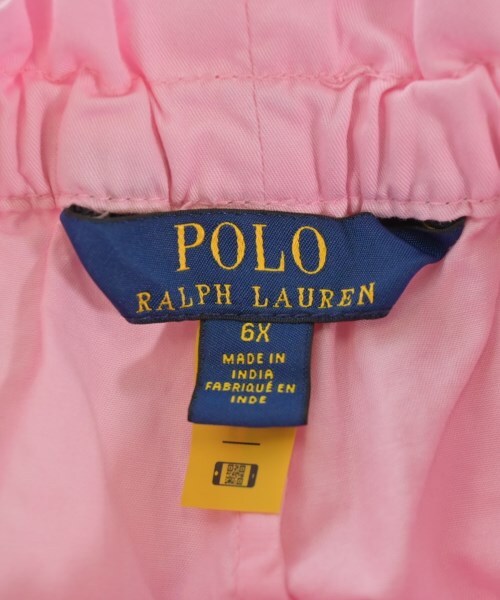 POLO
RALPH LAUREN
6X
MADE IN
INDIA
FABRIQUÉ EN
INDE